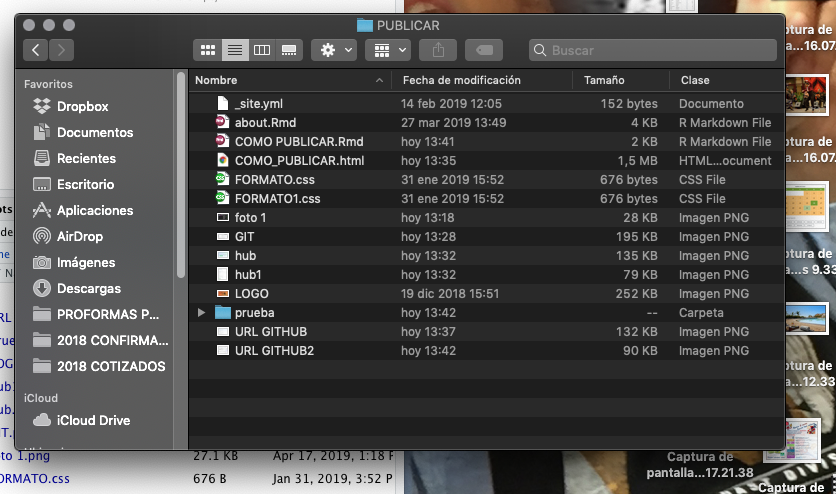 PUBLICAR
Buscar
Favoritos
Dropbox
Documentos
Recientes
Escritorio
Aplicaciones
AirDrop
Imágenes
Descargas
PROFORMAS P...
2018 CONFIRMA...
2018 COTIZADOS
iCloud
iCloud Drive
Nombre Fecha de modificación Tamaño Clase
_site.yml 14 feb 2019 12:05 152 bytes Documento
about.Rmd 27 mar 2019 13:49 4 KB R Markdown File
COMO PUBLICAR.Rmd hoy 13:41 2 KB R Markdown File
COMO_PUBLICAR.html hoy 13:35 1,5 MB HTML...ocument
FORMATO.css 31 ene 2019 15:52 676 bytes CSS File
FORMATO1.css 31 ene 2019 15:52 676 bytes CSS File
foto 1 hoy 13:18 28 KB Imagen PNG
GIT hoy 13:28 195 KB Imagen PNG
hub hoy 13:32 135 KB Imagen PNG
hub1 hoy 13:32 79 KB Imagen PNG
LOGO 19 dic 2018 15:51 252 KB Imagen PNG
prueba hoy 13:42 -- Carpeta
URL GITHUB hoy 13:37 132 KB Imagen PNG
URL GITHUB2 hoy 13:42 90 KB Imagen PNG
oto 1.png 27.1 KB Apr 17, 2019, 1:18 P
ORMATO.css 676 B Jan 31, 2019, 3:52 P
aptura de
a...16.07
aptura de
a...16.07.
aptura de
a...s 9.33
ptura de
a...12.33
Captura de
pantalla...17.21.38
Captura de